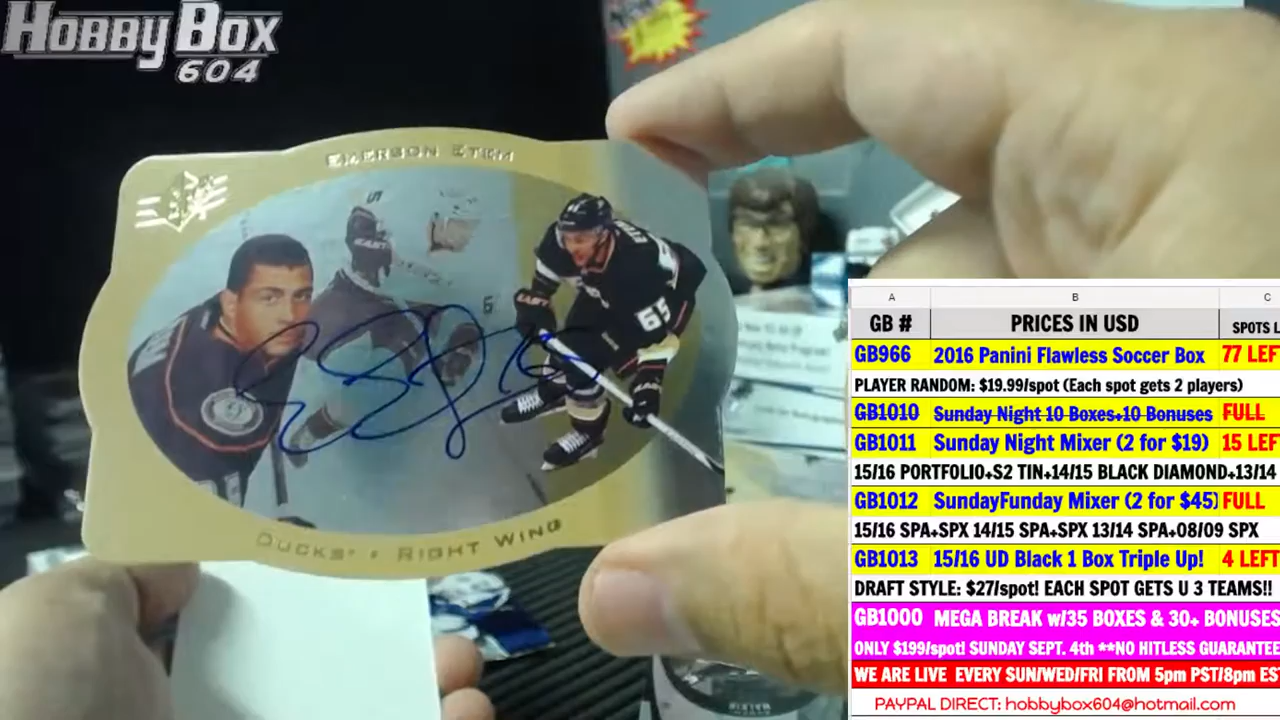 HOBBY BOX
604
EMERSON ETEM
65
DUCKS • RIGHT WING
A B C
GB # PRICES IN USD SPOTS L
GB966 2016 Panini Flawless Soccer Box 77 LEF
PLAYER RANDOM: $19.99/spot (Each spot gets 2 players)
GB1010 Sunday Night 10 Boxes+10 Bonuses FULL
GB1011 Sunday Night Mixer (2 for $19) 15 LEF
15/16 PORTFOLIO+S2 TIN+14/15 BLACK DIAMOND+13/14
GB1012 SundayFunday Mixer (2 for $45) FULL
15/16 SPA+SPX 14/15 SPA+SPX 13/14 SPA+08/09 SPX
GB1013 15/16 UD Black 1 Box Triple Up! 4 LEFT
DRAFT STYLE: $27/spot! EACH SPOT GETS U 3 TEAMS!!
GB1000 MEGA BREAK w/35 BOXES & 30+ BONUSES
ONLY $199/spot! SUNDAY SEPT. 4th **NO HITLESS GUARANTEE
WE ARE LIVE EVERY SUN/WED/FRI FROM 5pm PST/8pm EST
PAYPAL DIRECT: hobbybox604@hotmail.com